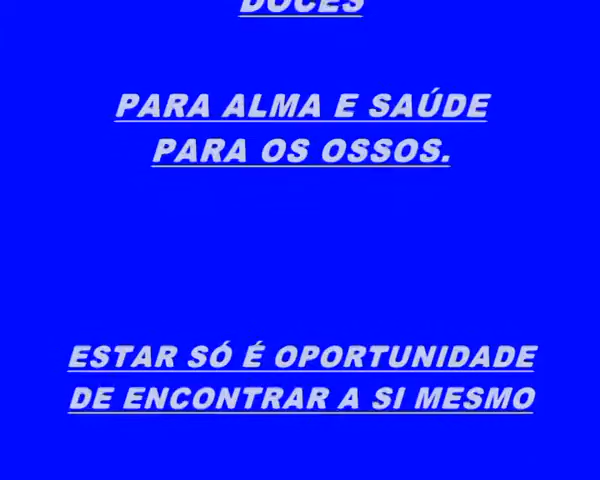 DOCES
PARA ALMA E SAÚDE
PARA OS OSSOS.
ESTAR SÓ É OPORTUNIDADE
DE ENCONTRAR A SI MESMO